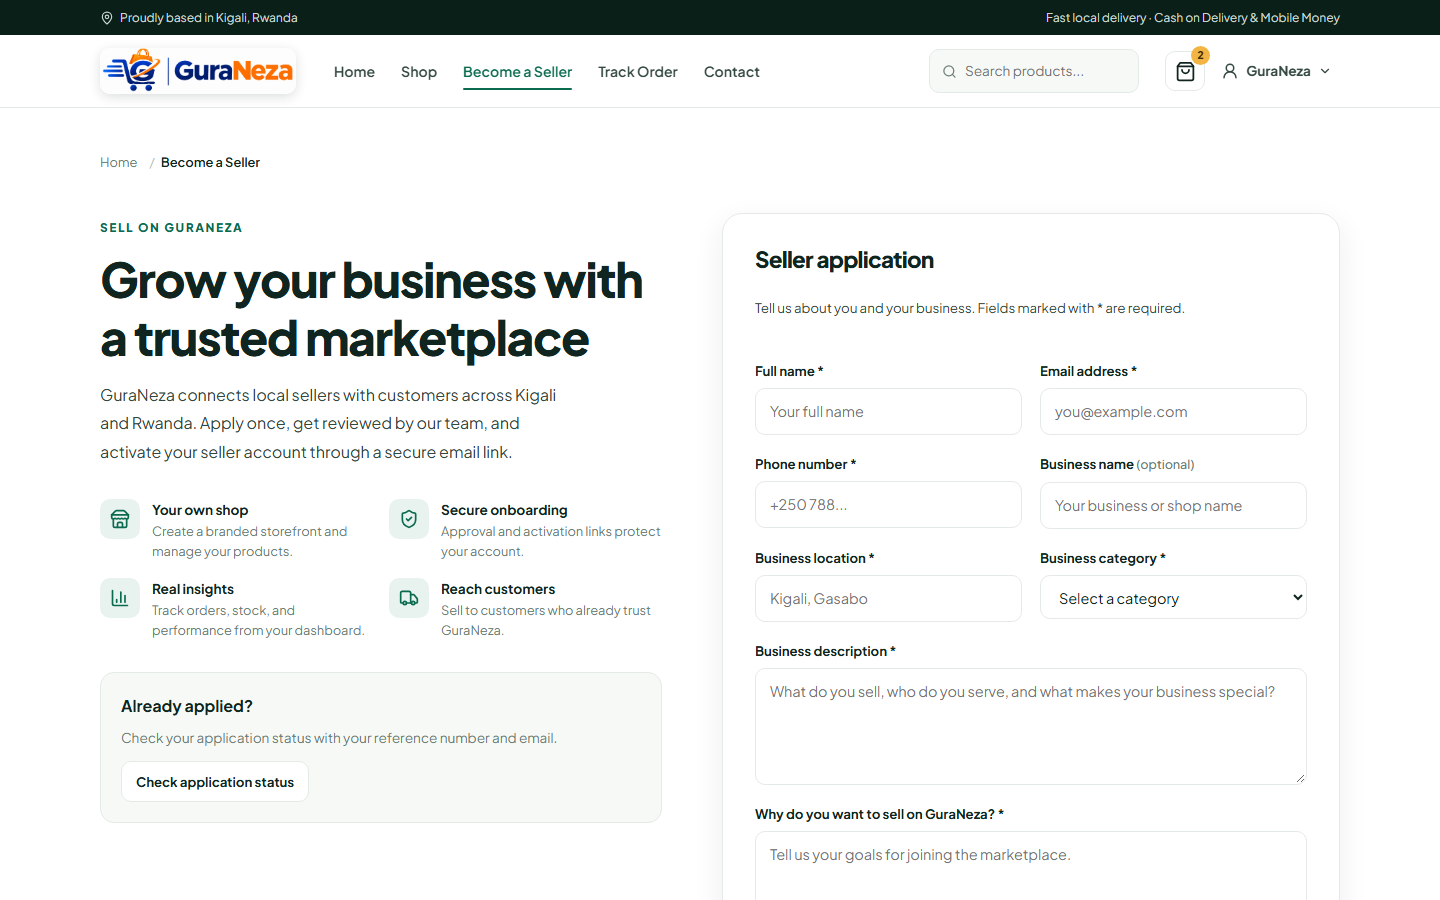 Proudly based in Kigali, Rwanda
Fast local delivery · Cash on Delivery & Mobile Money
GuraNeza
Home
Shop
Become a Seller
Track Order
Contact
Search products...
2
GuraNeza
Home / Become a Seller
SELL ON GURANEZA
Grow your business with
a trusted marketplace
GuraNeza connects local sellers with customers across Kigali
and Rwanda. Apply once, get reviewed by our team, and
activate your seller account through a secure email link.
Your own shop
Create a branded storefront and
manage your products.
Secure onboarding
Approval and activation links protect
your account.
Real insights
Track orders, stock, and
performance from your dashboard.
Reach customers
Sell to customers who already trust
GuraNeza.
Already applied?
Check your application status with your reference number and email.
Check application status
Seller application
Tell us about you and your business. Fields marked with * are required.
Full name *
Your full name
Email address *
you@example.com
Phone number *
+250 788...
Business name (optional)
Your business or shop name
Business location *
Kigali, Gasabo
Business category *
Select a category
Business description *
What do you sell, who do you serve, and what makes your business special?
Why do you want to sell on GuraNeza? *
Tell us your goals for joining the marketplace.